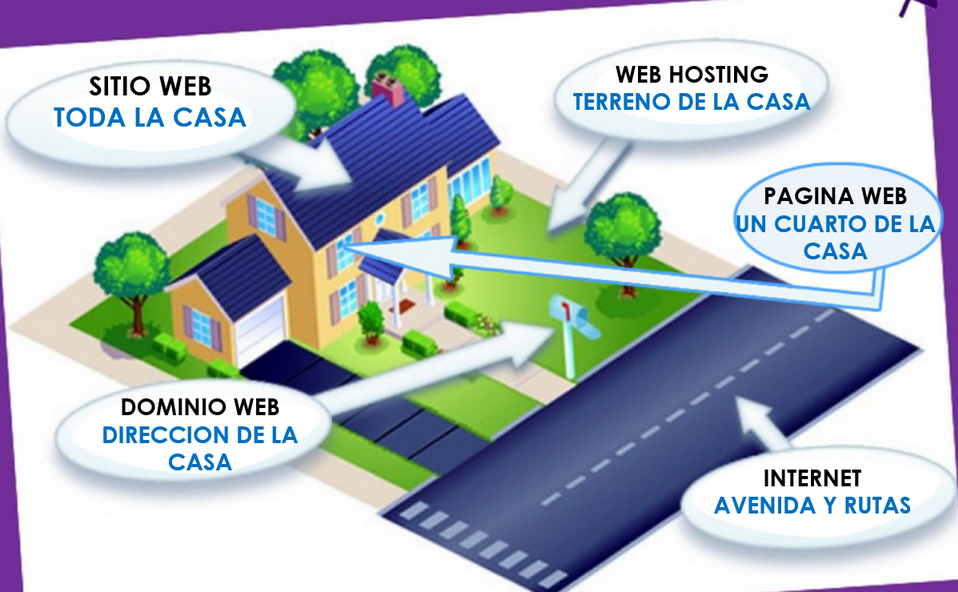 SITIO WEB
TODA LA CASA
WEB HOSTING
TERRENO DE LA CASA
PAGINA WEB
UN CUARTO DE LA
CASA
DOMINIO WEB
DIRECCION DE LA
CASA
INTERNET
AVENIDA Y RUTAS